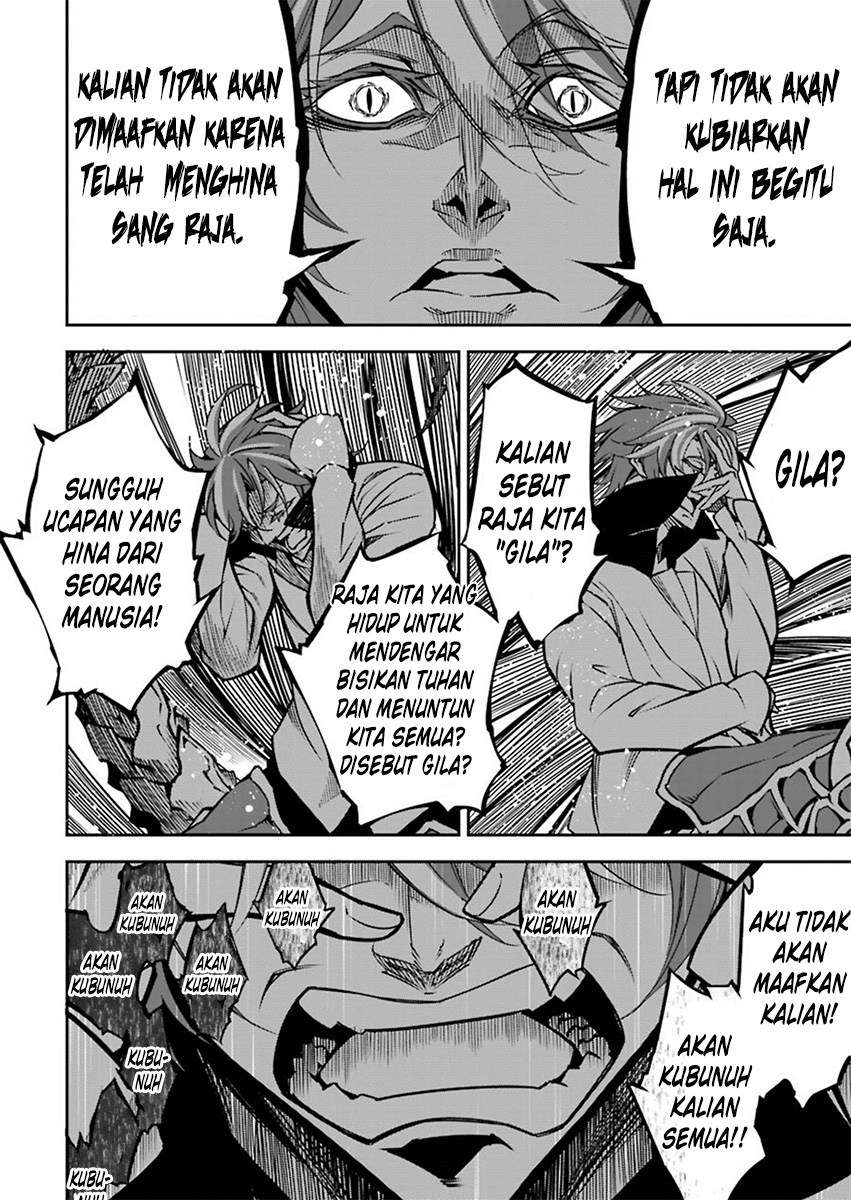 TAPI TIDAK AKAN
KUBIARKAN
HAL INI BEGITU
SAJA.
KALIAN TIDAK AKAN
DIMAAFKAN KARENA
TELAH MENGHINA
SANG RAJA.
GILA?
KALIAN
SEBUT
RAJA KITA
"GILA"?
RAJA KITA YANG
HIDUP UNTUK
MENDENGAR
BISIKAN TUHAN
DAN MENUNTUN
KITA SEMUA?
DISEBUT GILA?
SUNGGUH
UCAPAN YANG
HINA DARI
SEORANG
MANUSIA!
AKU TIDAK
AKAN
MAAFKAN
KALIAN!
AKAN
KUBUNUH
KALIAN
SEMUA!!
AKAN
KUBUNUH
AKAN
KUBUNUH
AKAN
KUBUNUH
AKAN
KUBUNUH
AKAN
KUBUNUH
KUBU-
NUH
KUBU-
NUH